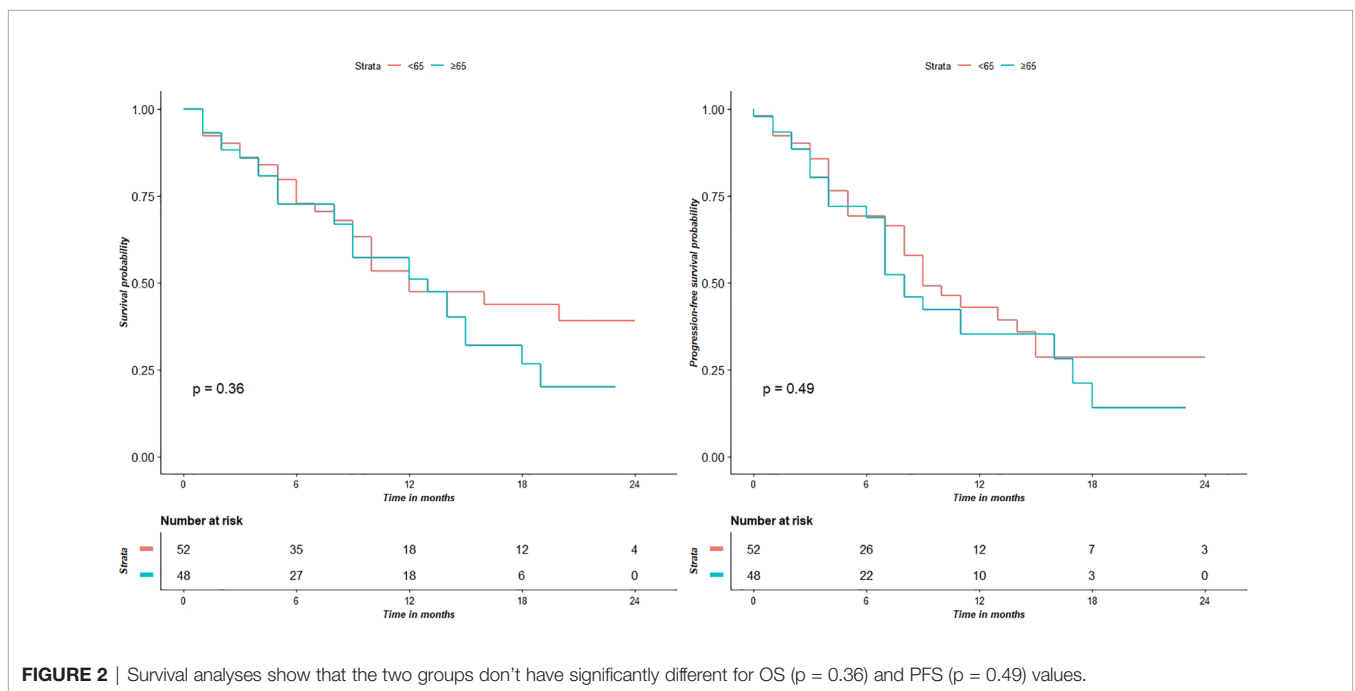 Strata <65 ≥65
1.00
0.75
0.50
0.25
0.00
Survival probability
p = 0.36
0 6 12 18 24
Time in months
Number at risk
Strata
52 35 18 12 4
48 27 18 6 0
0 6 12 18 24
Time in months
Strata <65 ≥65
1.00
0.75
0.50
0.25
0.00
Progression-free survival probability
p = 0.49
0 6 12 18 24
Time in months
Number at risk
Strata
52 26 12 7 3
48 22 10 3 0
0 6 12 18 24
Time in months
FIGURE 2 | Survival analyses show that the two groups don't have significantly different for OS (p = 0.36) and PFS (p = 0.49) values.